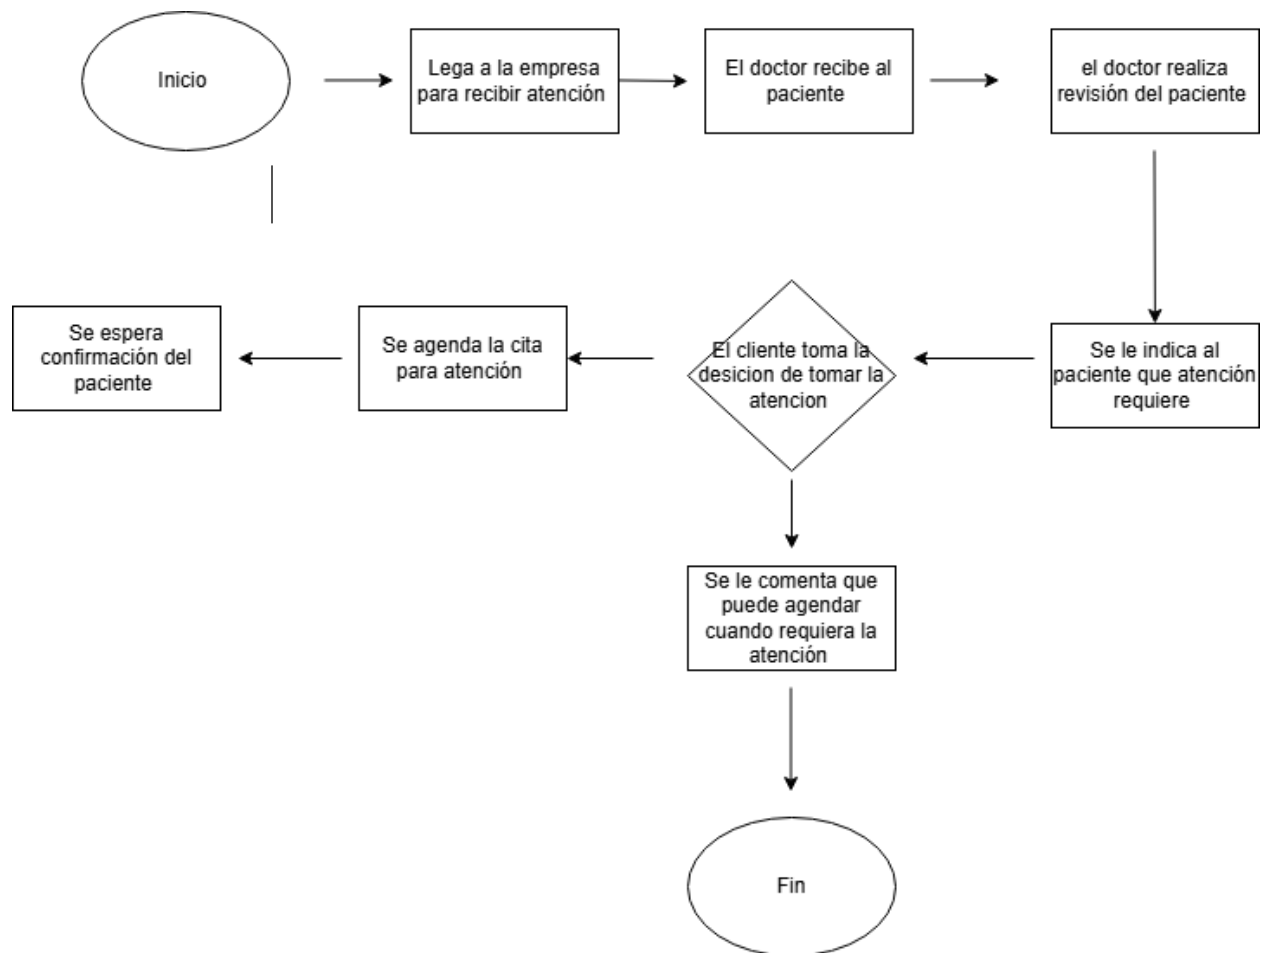 Inicio
Lega a la empresa
para recibir atención
El doctor recibe al
paciente
el doctor realiza
revisión del paciente
Se le indica al
paciente que atención
requiere
El cliente toma la
desicion de tomar la
atencion
Se agenda la cita
para atención
Se espera
confirmación del
paciente
Se le comenta que
puede agendar
cuando requiera la
atención
Fin